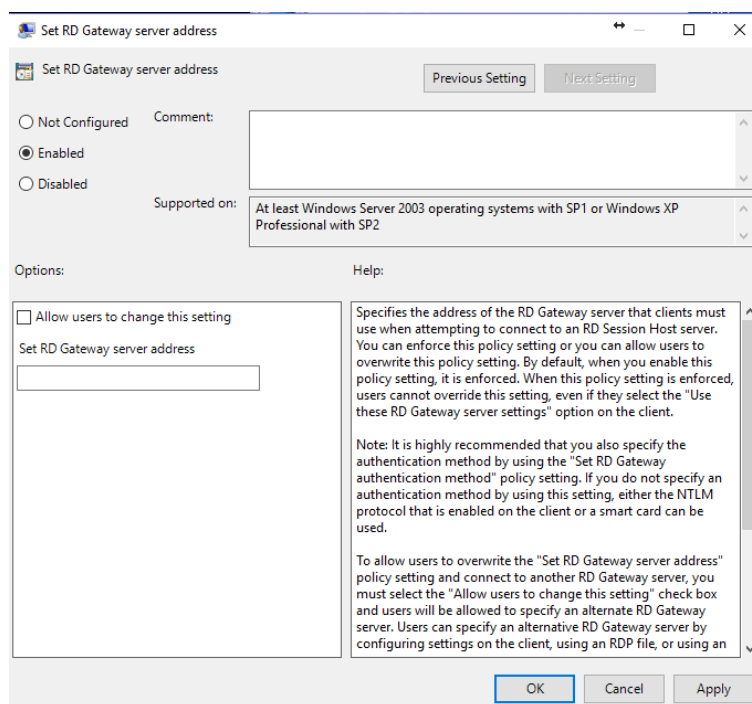 Set RD Gateway server address
Set RD Gateway server address
Previous Setting
Next Setting
Not Configured
Comment:
Enabled
Disabled
Supported on:
At least Windows Server 2003 operating systems with SP1 or Windows XP
Professional with SP2
Options:
Help:
Allow users to change this setting
Set RD Gateway server address
Specifies the address of the RD Gateway server that clients must
use when attempting to connect to an RD Session Host server.
You can enforce this policy setting or you can allow users to
overwrite this policy setting. By default, when you enable this
policy setting, it is enforced. When this policy setting is enforced,
users cannot override this setting, even if they select the "Use
these RD Gateway server settings" option on the client.
Note: It is highly recommended that you also specify the
authentication method by using the "Set RD Gateway
authentication method" policy setting. If you do not specify an
authentication method by using this setting, either the NTLM
protocol that is enabled on the client or a smart card can be
used.
To allow users to overwrite the "Set RD Gateway server address"
policy setting and connect to another RD Gateway server, you
must select the "Allow users to change this setting" check box
and users will be allowed to specify an alternate RD Gateway
server. Users can specify an alternative RD Gateway server by
configuring settings on the client, using an RDP file, or using an
OK
Cancel
Apply